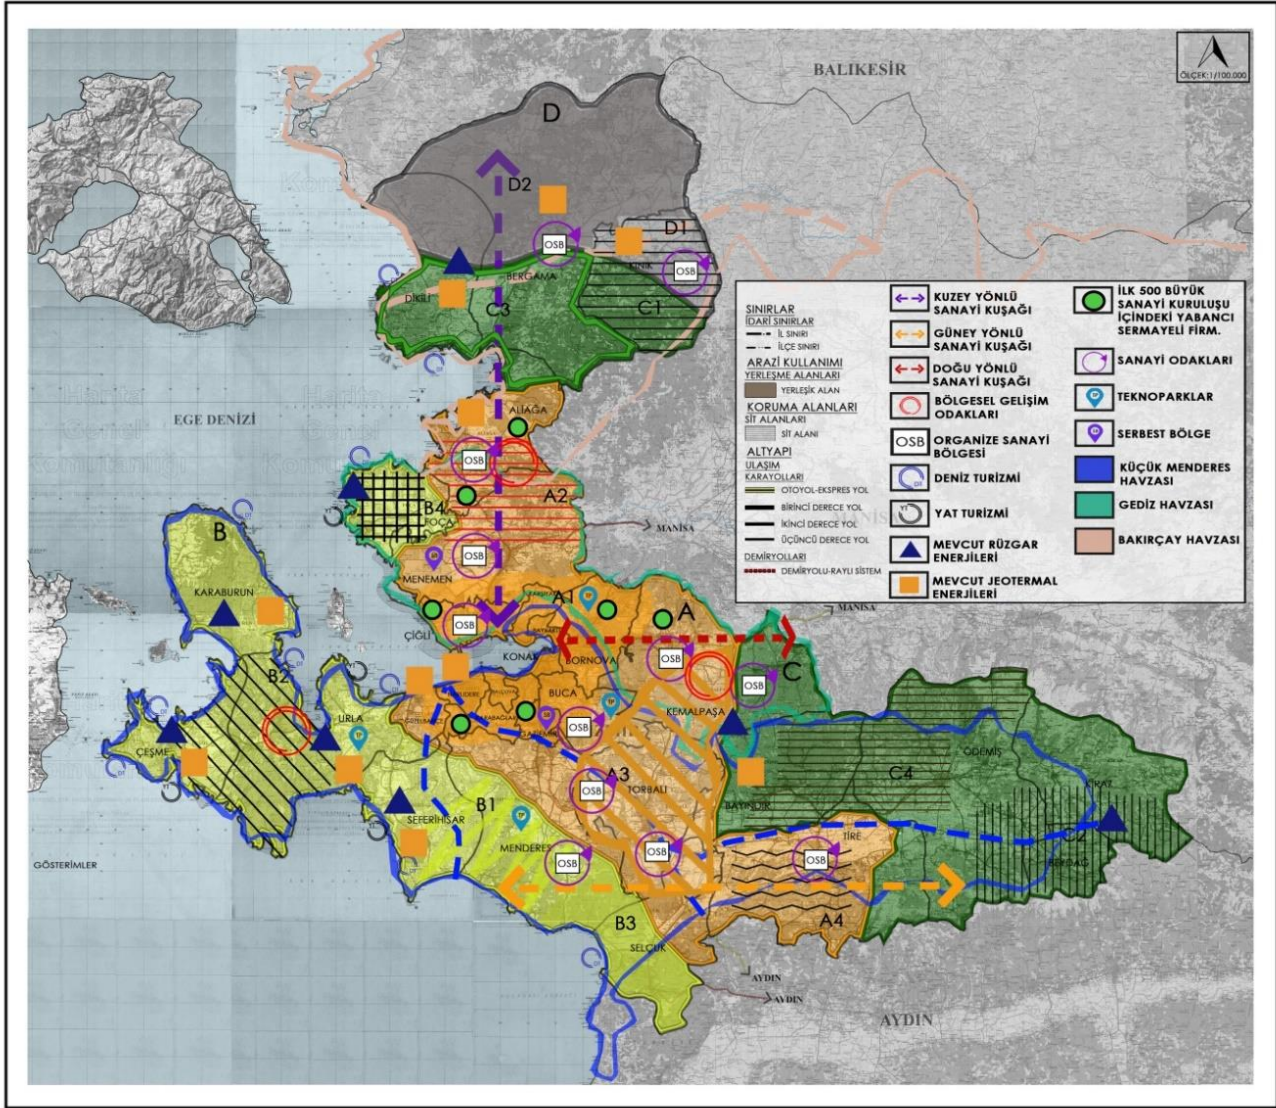 ÖLÇEK:1/100.000
BALIKESİR
D
D2
D1
OSB
OSB
BERGAMA
DİKİLİ
C3
C1
EGE DENİZİ
ALİAĞA
OSB
A2
B4
FOÇA
MANİSA
OSB
MENEMEN
B
KARABURUN
A1
A
MANİSA
ÇİĞLİ
OSB
KONAK
BORNOVA
OSB
C
OSB
B2
URLA
BUCA
KEMALPAŞA
OSB
ÇEŞME
ÖDEMİŞ
C4
A3
TORBALI
OSB
BAYINDIR
B1
SEFERİHİSAR
MENDERES
OSB
OSB
TİRE
OSB
C2
BEYDAĞ
GÖSTERİMLER
B3
SELÇUK
A4
AYDIN
AYDIN
AYDIN
SINIRLAR
İDARİ SINIRLAR
İL SINIRI
İLÇE SINIRI
ARAZİ KULLANIMI
YERLEŞME ALANLARI
YERLEŞİK ALAN
KORUMA ALANLARI
SİT ALANLARI
SİT ALANI
ALTYAPI
ULAŞIM
KARAYOLLARI
OTOYOL-EKSPRES YOL
BİRİNCİ DERECE YOL
İKİNCİ DERECE YOL
ÜÇÜNCÜ DERECE YOL
DEMİRYOLLARI
DEMİRYOLU-RAYLI SİSTEM
KUZEY YÖNLÜ
SANAYİ KUŞAĞI
GÜNEY YÖNLÜ
SANAYİ KUŞAĞI
DOĞU YÖNLÜ
SANAYİ KUŞAĞI
BÖLGESEL GELİŞİM
ODAKLARI
OSB
ORGANİZE SANAYİ
BÖLGESİ
DENİZ TURİZMİ
YAT TURİZMİ
MEVCUT RÜZGAR
ENERJİLERİ
MEVCUT JEOTERMAL
ENERJİLERİ
İLK 500 BÜYÜK
SANAYİ KURULUŞU
İÇİNDEKİ YABANCI
SERMAYELİ FİRM.
SANAYİ ODAKLARI
TEKNOPARKLAR
SERBEST BÖLGE
KÜÇÜK MENDERES
HAVZASI
GEDİZ HAVZASI
BAKIRÇAY HAVZASI